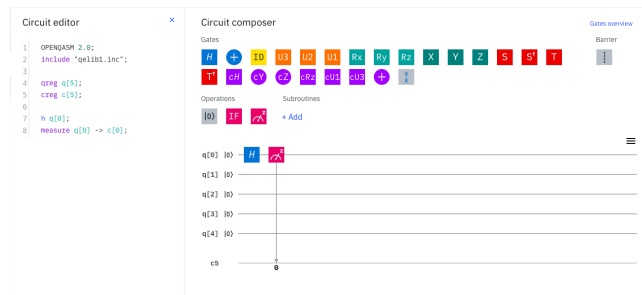 Circuit editor
×
1 OPENQASM 2.0;
2 include "qelib1.inc";
3
4 qreg q[5];
5 creg c[5];
6
7 h q[0];
8 measure q[0] -> c[0];
Circuit composer
Gates overview
Gates
Barrier
H + ID U3 U2 U1 Rx Ry Rz X Y Z S S† T
T† cH cY cZ cRz cU1 cU3 +
Operations
Subroutines
|0⟩ IF z
+ Add
q[0] |0⟩ H z
q[1] |0⟩
q[2] |0⟩
q[3] |0⟩
q[4] |0⟩
c5
0